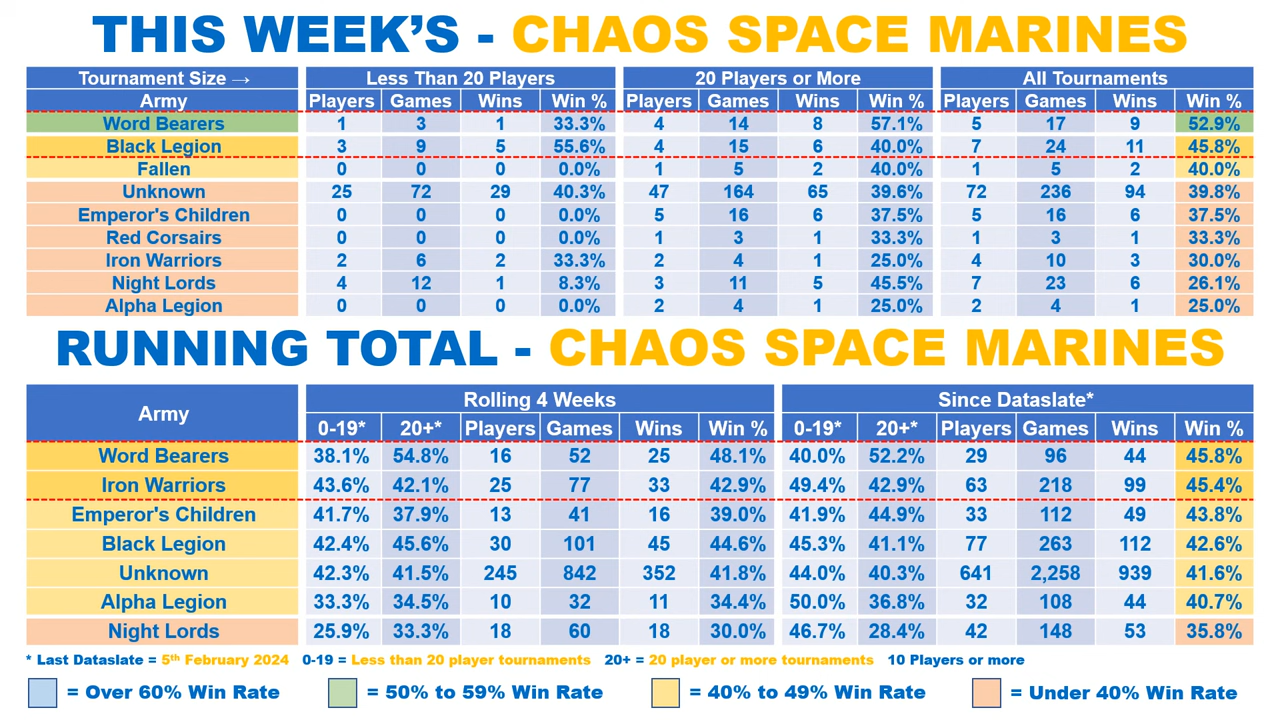 THIS WEEK'S - CHAOS SPACE MARINES
Tournament Size → Less Than 20 Players 20 Players or More All Tournaments
Army Players Games Wins Win % Players Games Wins Win % Players Games Wins Win %
Word Bearers 1 3 1 33.3% 4 14 8 57.1% 5 17 9 52.9%
Black Legion 3 9 5 55.6% 4 15 6 40.0% 7 24 11 45.8%
Fallen 0 0 0 0.0% 1 5 2 40.0% 1 5 2 40.0%
Unknown 25 72 29 40.3% 47 164 65 39.6% 72 236 94 39.8%
Emperor's Children 0 0 0 0.0% 5 16 6 37.5% 5 16 6 37.5%
Red Corsairs 0 0 0 0.0% 1 3 1 33.3% 1 3 1 33.3%
Iron Warriors 2 6 2 33.3% 2 4 1 25.0% 4 10 3 30.0%
Night Lords 4 12 1 8.3% 3 11 5 45.5% 7 23 6 26.1%
Alpha Legion 0 0 0 0.0% 2 4 1 25.0% 2 4 1 25.0%
RUNNING TOTAL - CHAOS SPACE MARINES
Army Rolling 4 Weeks Since Dataslate*
0-19* 20+* Players Games Wins Win % 0-19* 20+* Players Games Wins Win %
Word Bearers 38.1% 54.8% 16 52 25 48.1% 40.0% 52.2% 29 96 44 45.8%
Iron Warriors 43.6% 42.1% 25 77 33 42.9% 49.4% 42.9% 63 218 99 45.4%
Emperor's Children 41.7% 37.9% 13 41 16 39.0% 41.9% 44.9% 33 112 49 43.8%
Black Legion 42.4% 45.6% 30 101 45 44.6% 45.3% 41.1% 77 263 112 42.6%
Unknown 42.3% 41.5% 245 842 352 41.8% 44.0% 40.3% 641 2,258 939 41.6%
Alpha Legion 33.3% 34.5% 10 32 11 34.4% 50.0% 36.8% 32 108 44 40.7%
Night Lords 25.9% 33.3% 18 60 18 30.0% 46.7% 28.4% 42 148 53 35.8%
* Last Dataslate = 5th February 2024 0-19 = Less than 20 player tournaments 20+ = 20 player or more tournaments 10 Players or more
= Over 60% Win Rate = 50% to 59% Win Rate = 40% to 49% Win Rate = Under 40% Win Rate